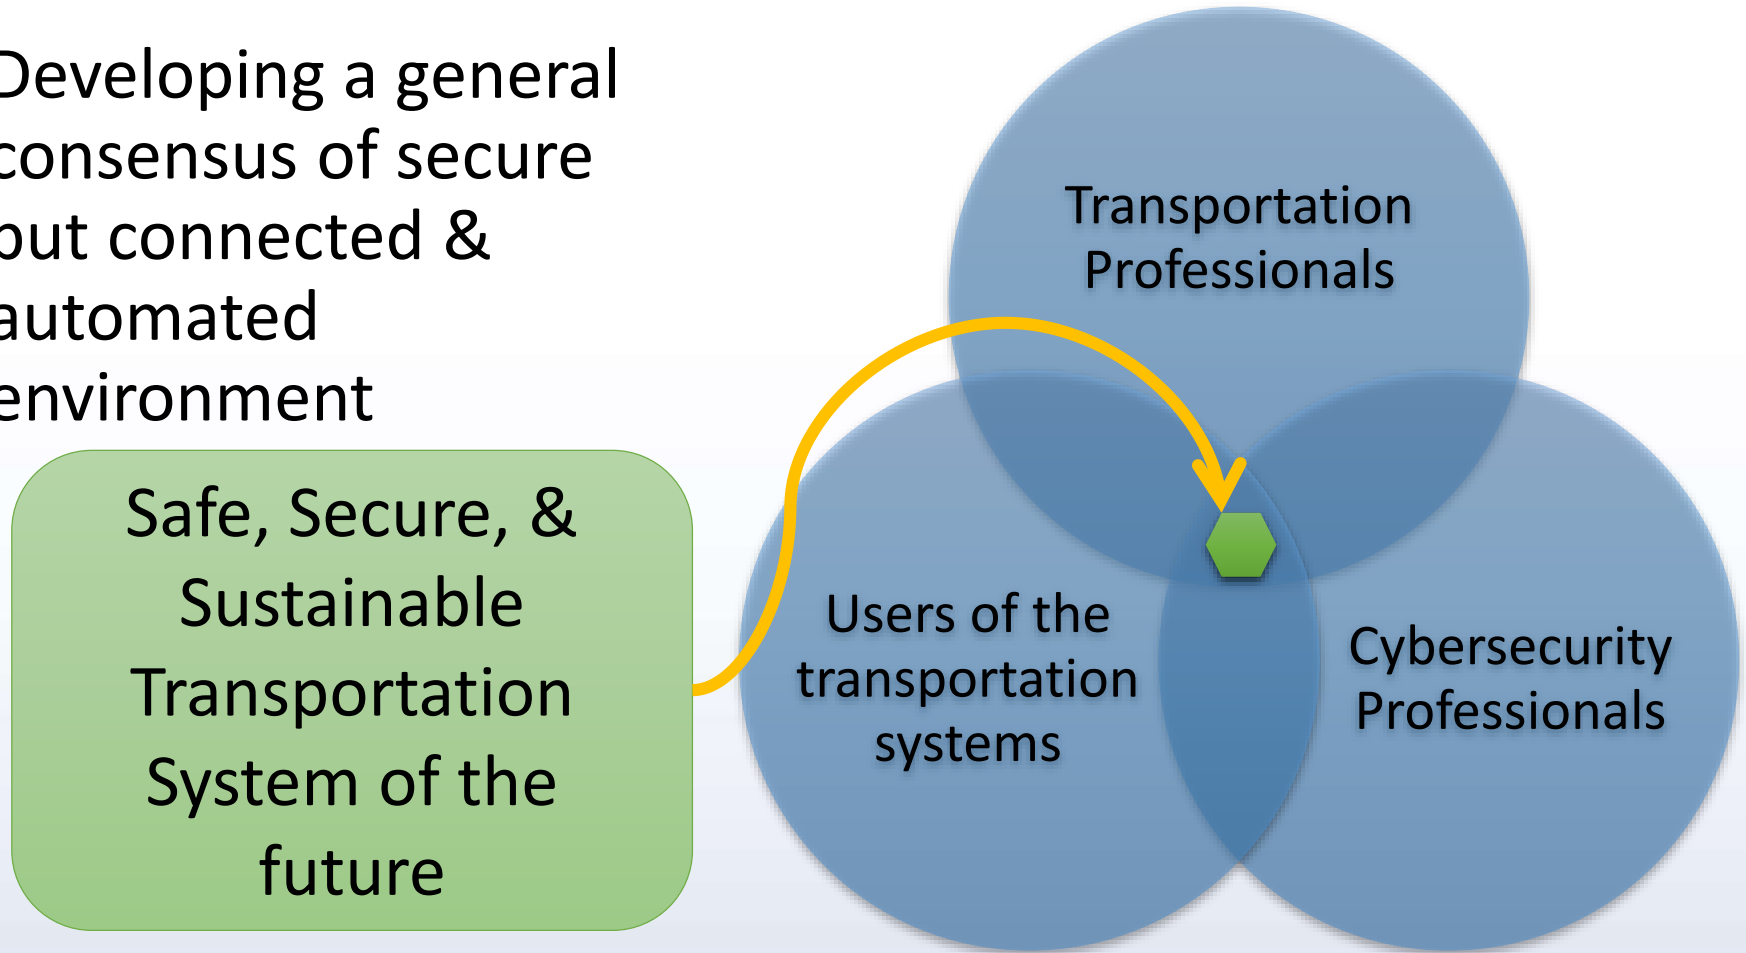 Developing a general
consensus of secure
but connected &
automated
environment
Safe, Secure, &
Sustainable
Transportation
System of the
future
Transportation
Professionals
Users of the
transportation
systems
Cybersecurity
Professionals